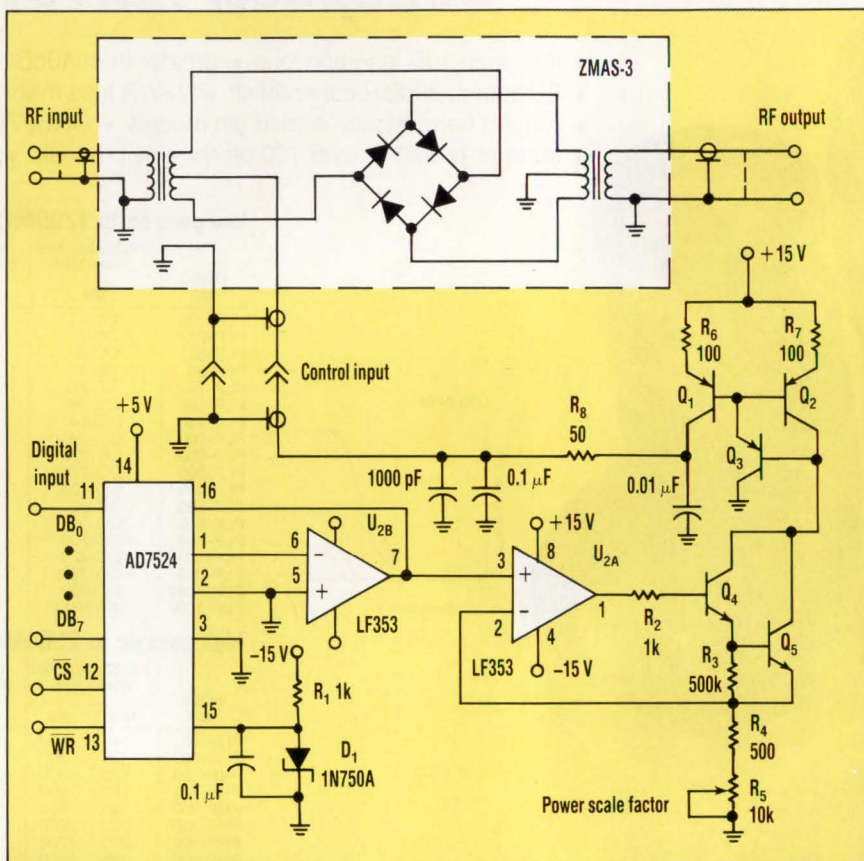 ZMAS-3
RF input
RF output
+15 V
R6
100
R7
100
Control input
Q1
Q2
R8
50
Q3
+5 V
Digital
input
14
1000 pF
0.1 μF
0.01 μF
11
16
DB0
1
6
−
U2B
+15 V
AD7524
7
8
U2A
2
5
+
3
+
Q4
DB7
3
LF353
2
−
1
R2
1k
Q5
CS
12
−15 V
4
R3
500k
LF353
−15 V
WR
13
15
R1 1k
R4
500
0.1 μF
D1
1N750A
Power scale factor
R5
10k